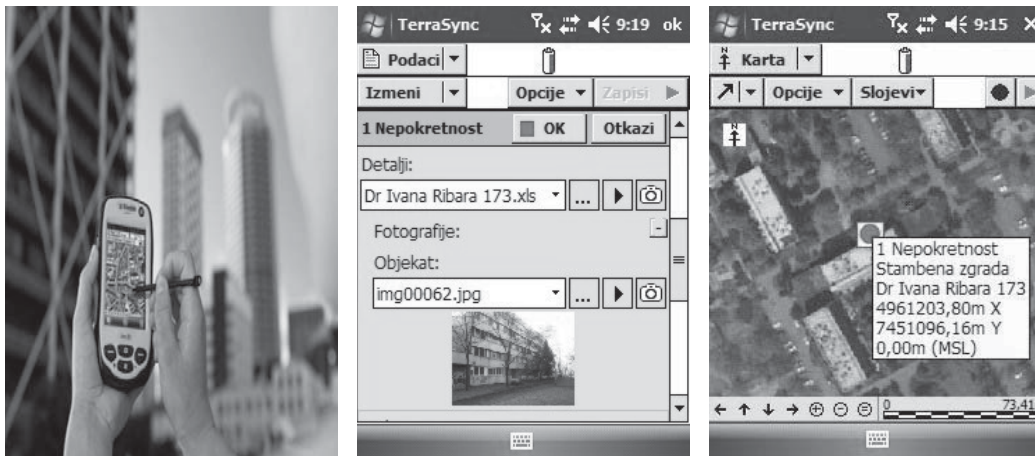 TerraSync 9:19 ok
Podaci
Izmeni Opcije Zapisi
1 Nepokretnost OK Otkazi
Detalji:
Dr Ivana Ribara 173.xls ...
Fotografije: -
Objekat:
img00062.jpg ...
TerraSync 9:15 X
N Karta
Opcije Slojevi
N
1 Nepokretnost
Stambena zgrada
Dr Ivana Ribara 173
4961203,80m X
7451096,16m Y
0,00m (MSL)
0 73,41